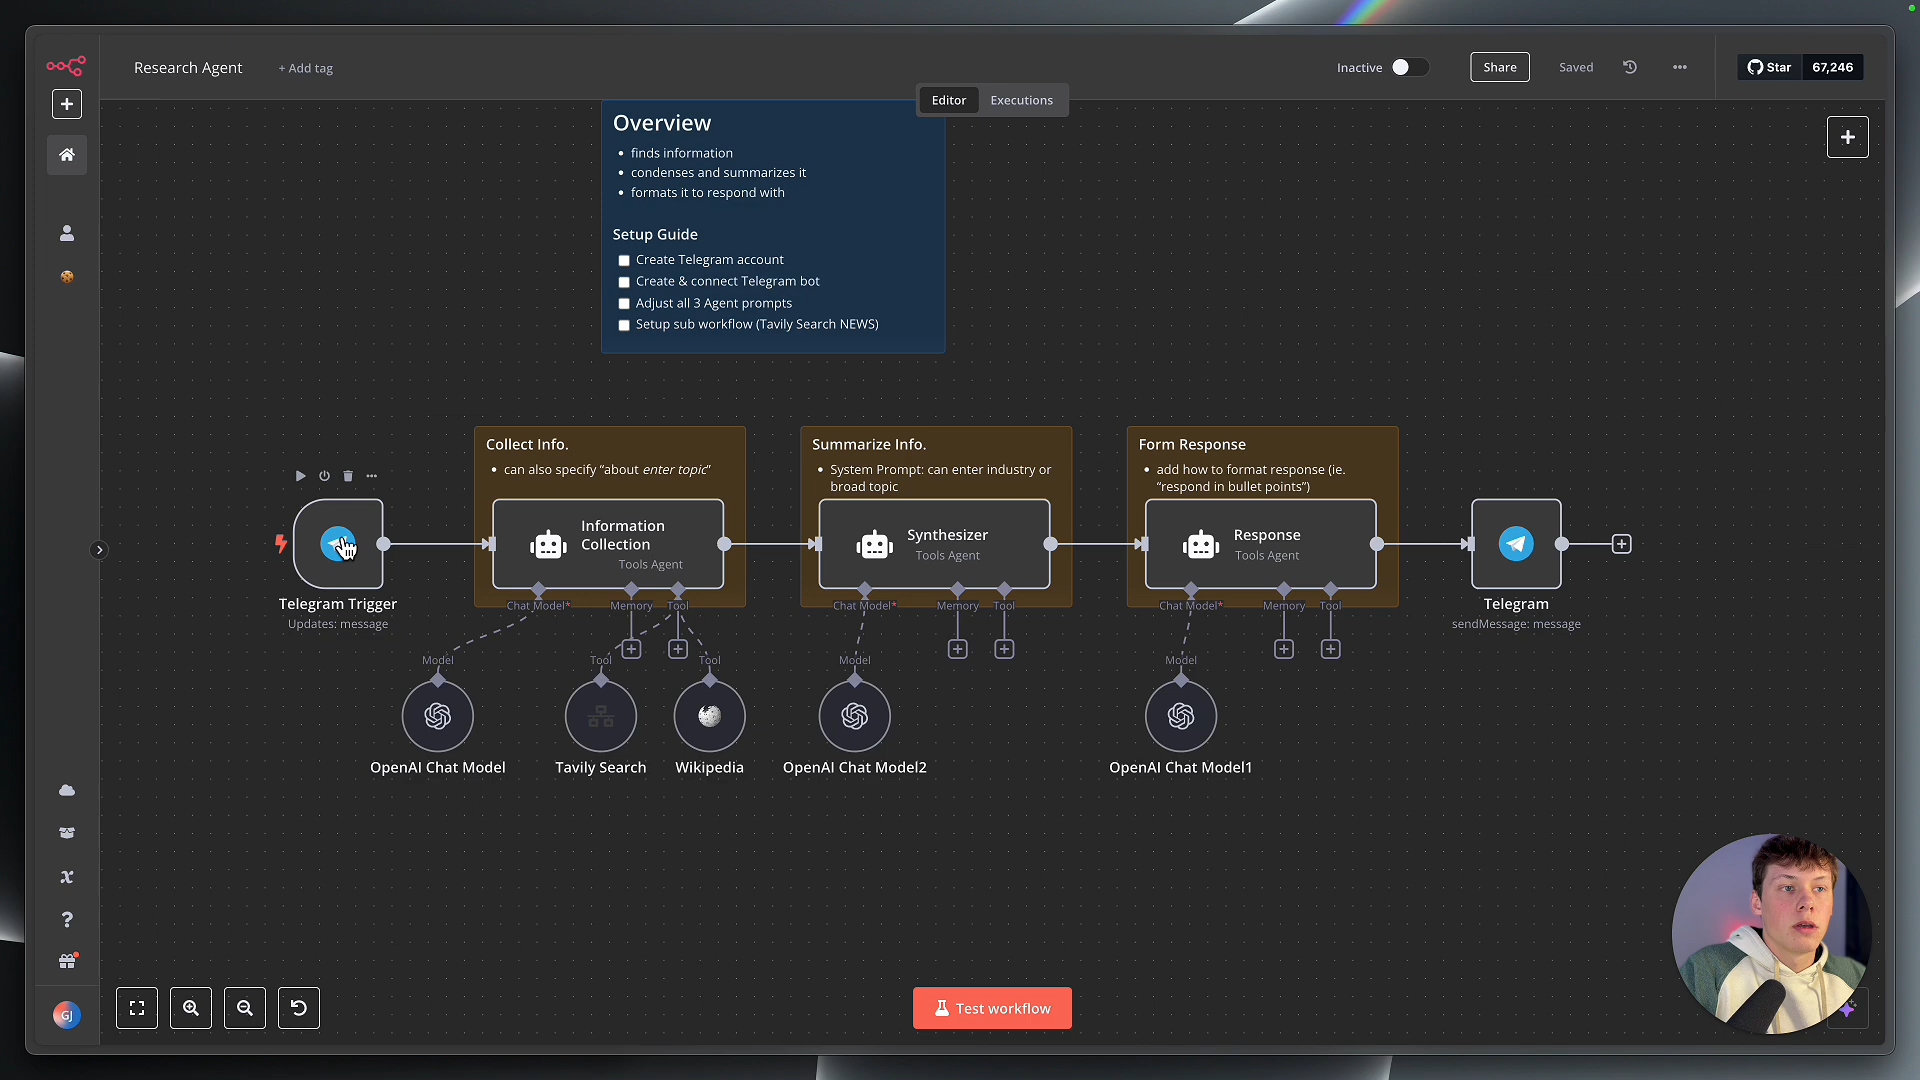 Research Agent
+ Add tag
Inactive
Share
Saved
Star
67,246
Editor
Executions
Overview
finds information
condenses and summarizes it
formats it to respond with
Setup Guide
Create Telegram account
Create & connect Telegram bot
Adjust all 3 Agent prompts
Setup sub workflow (Tavily Search NEWS)
Collect Info.
can also specify "about enter topic"
Summarize Info.
System Prompt: can enter industry or
broad topic
Form Response
add how to format response (ie.
"respond in bullet points")
Telegram Trigger
Updates: message
Information
Collection
Tools Agent
Chat Model*
Memory
Tool
Synthesizer
Tools Agent
Chat Model*
Memory
Tool
Response
Tools Agent
Chat Model*
Memory
Tool
Telegram
sendMessage: message
Model
Tool
Tool
Model
Model
OpenAI Chat Model
Tavily Search
Wikipedia
OpenAI Chat Model2
OpenAI Chat Model1
GJ
Test workflow